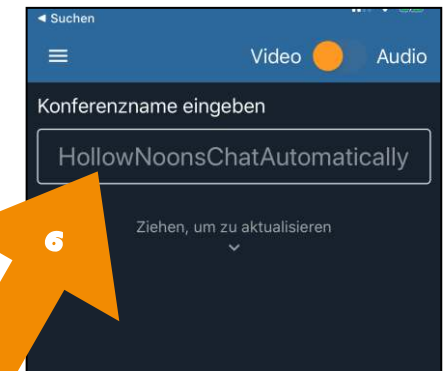 ◄ Suchen
Video Audio
Konferenzname eingeben
HollowNoonsChatAutomatically
Ziehen, um zu aktualisieren
6